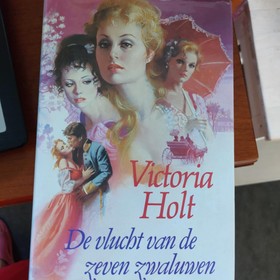 Victoria
Holt
De vlucht van de
zeven zwaluwen